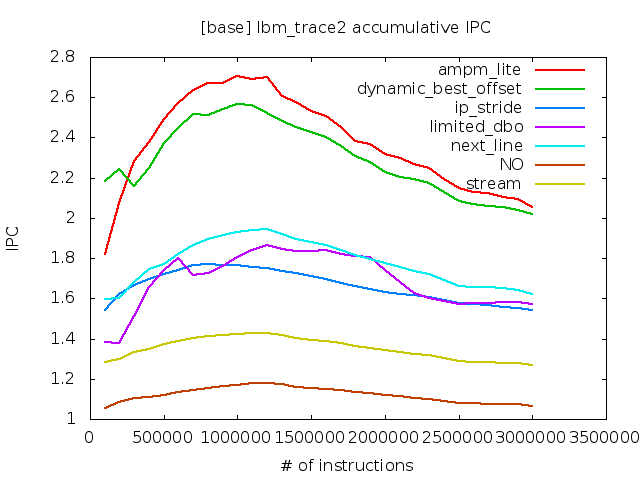 [base] lbm_trace2 accumulative IPC
IPC
2.8
2.6
2.4
2.2
2
1.8
1.6
1.4
1.2
1
ampm_lite
dynamic_best_offset
ip_stride
limited_dbo
next_line
NO
stream
0 500000 1000000 1500000 2000000 2500000 3000000 3500000
# of instructions